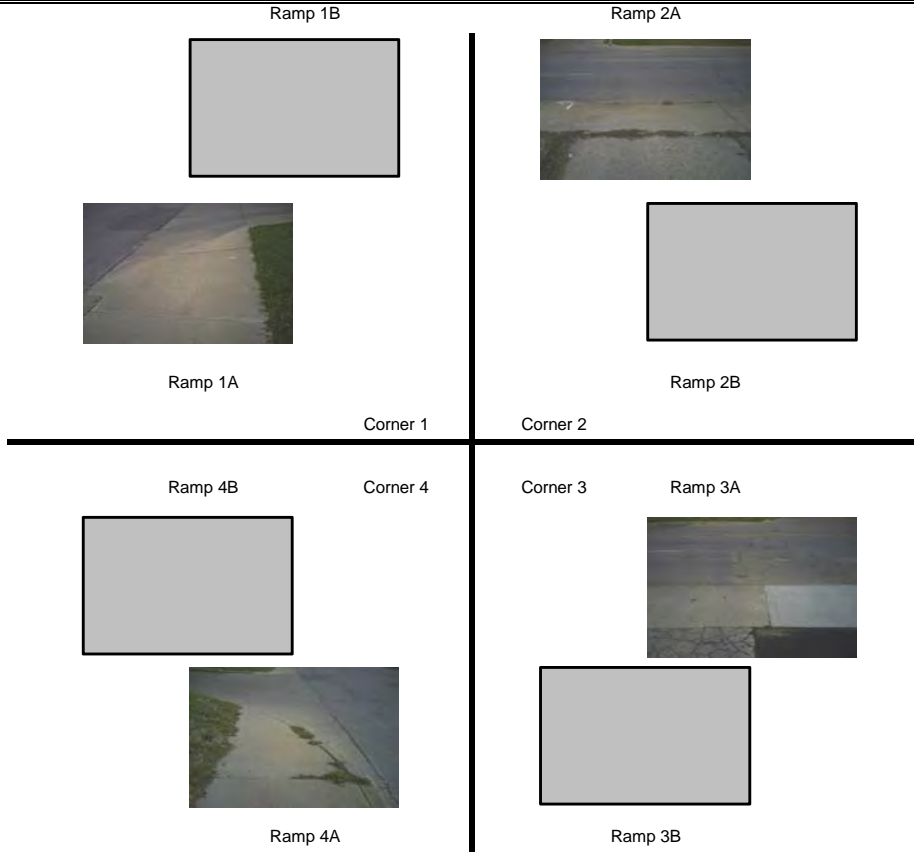 Ramp 1B Ramp 2A
Ramp 1A Ramp 2B
Corner 1 Corner 2
Ramp 4B Corner 4 Corner 3 Ramp 3A
Ramp 4A Ramp 3B